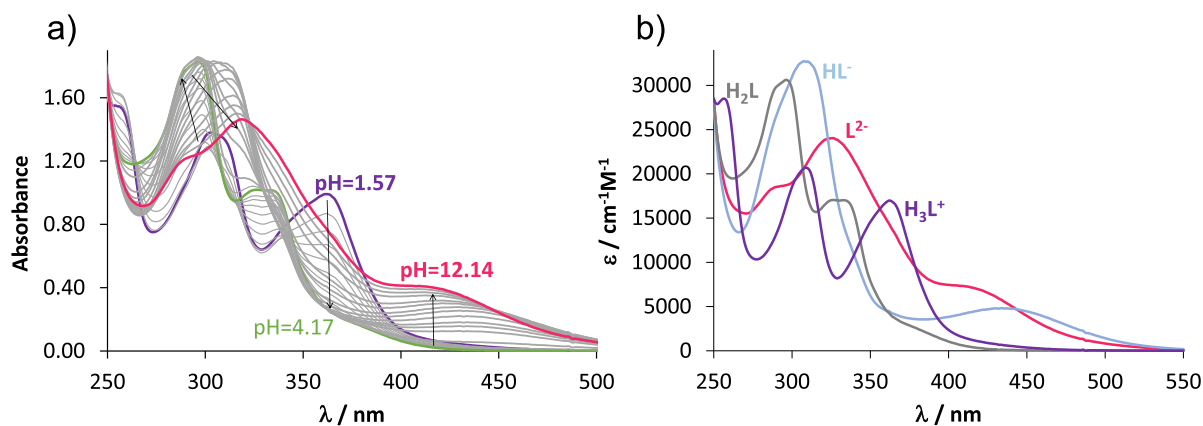 a)
Absorbance
1.60
1.20
0.80
0.40
0.00
250 300 350 400 450 500
λ / nm
pH=1.57
pH=12.14
pH=4.17
b)
ε / cm⁻¹M⁻¹
30000
25000
20000
15000
10000
5000
0
250 300 350 400 450 500 550
λ / nm
H₂L
HL⁻
L²⁻
H₃L⁺